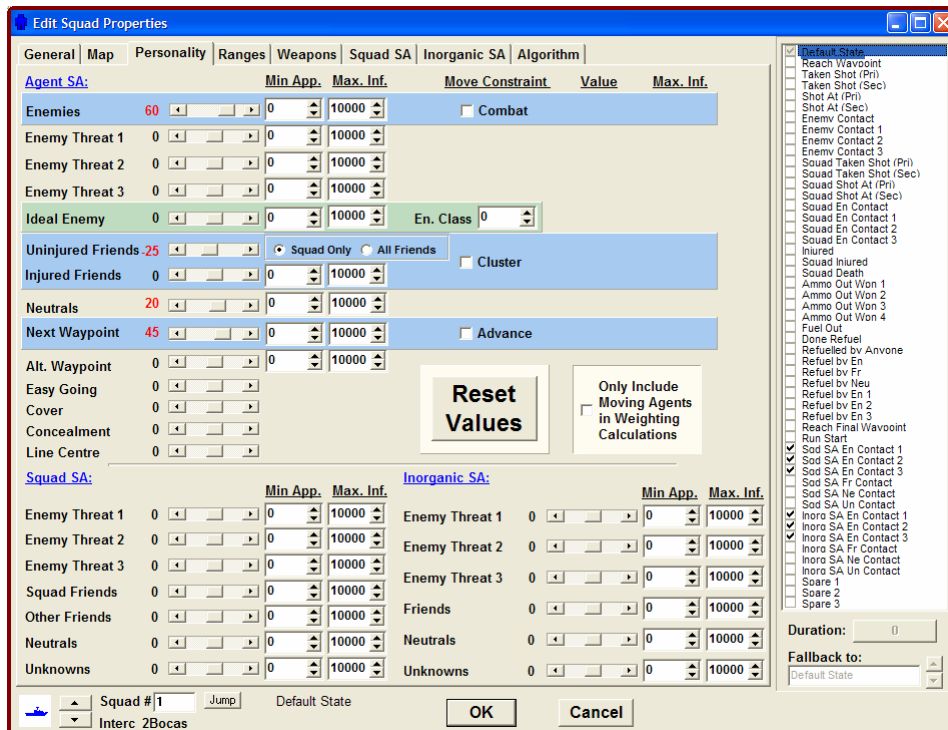 Edit Squad Properties
General Map Personality Ranges Weapons Squad SA Inorganic SA Algorithm
Agent SA: Min App. Max. Inf. Move Constraint Value Max. Inf.
Enemies 60 0 10000 Combat
Enemy Threat 1 0 0 10000
Enemy Threat 2 0 0 10000
Enemy Threat 3 0 0 10000
Ideal Enemy 0 0 10000 En. Class 0
Uninjured Friends -25 Squad Only All Friends
Cluster
Injured Friends 0 0 10000
Neutrals 20 0 10000
Next Waypoint 45 0 10000 Advance
Alt. Waypoint 0 0 10000
Easy Going 0
Cover 0
Concealment 0
Line Centre 0
Reset
Values
Only Include
Moving Agents
in Weighting
Calculations
Squad SA:
Min App. Max. Inf.
Enemy Threat 1 0 0 10000
Enemy Threat 2 0 0 10000
Enemy Threat 3 0 0 10000
Squad Friends 0 0 10000
Other Friends 0 0 10000
Neutrals 0 0 10000
Unknowns 0 0 10000
Inorganic SA:
Min App. Max. Inf.
Enemy Threat 1 0 0 10000
Enemy Threat 2 0 0 10000
Enemy Threat 3 0 0 10000
Friends 0 0 10000
Neutrals 0 0 10000
Unknowns 0 0 10000
Default State
Reach Waypoint
Taken Shot (Pri)
Taken Shot (Sec)
Shot At (Pri)
Shot At (Sec)
Enemy Contact
Enemy Contact 1
Enemy Contact 2
Enemy Contact 3
Squad Taken Shot (Pri)
Squad Taken Shot (Sec)
Squad Shot At (Pri)
Squad Shot At (Sec)
Squad En Contact
Squad En Contact 1
Squad En Contact 2
Squad En Contact 3
Injured
Squad Injured
Squad Death
Ammo Out Wpn 1
Ammo Out Wpn 2
Ammo Out Wpn 3
Ammo Out Wpn 4
Fuel Out
Done Refuel
Refuelled by Anyone
Refuel by En
Refuel by Fr
Refuel by Neu
Refuel by En 1
Refuel by En 2
Refuel by En 3
Reach Final Waypoint
Run Start
Sqd SA En Contact 1
Sqd SA En Contact 2
Sqd SA En Contact 3
Sqd SA Fr Contact
Sqd SA Ne Contact
Sqd SA Un Contact
Inorg SA En Contact 1
Inorg SA En Contact 2
Inorg SA En Contact 3
Inorg SA Fr Contact
Inorg SA Ne Contact
Inorg SA Un Contact
Spare 1
Spare 2
Spare 3
Duration: 0
Fallback to:
Default State
Squad # 1 Jump Default State
Interc_2Bocas
OK Cancel